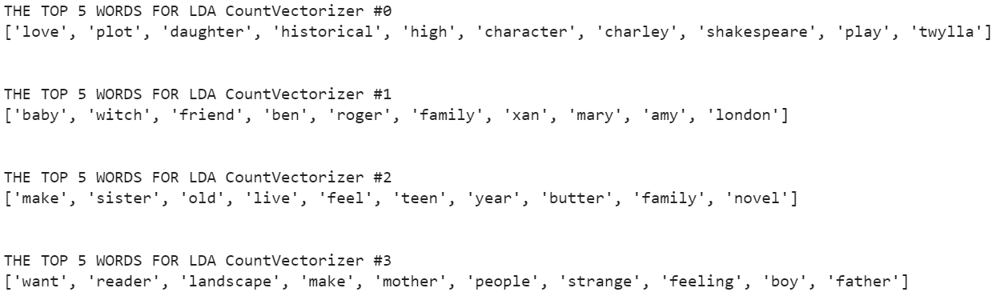 THE TOP 5 WORDS FOR LDA CountVectorizer #0
['love', 'plot', 'daughter', 'historical', 'high', 'character', 'charley', 'shakespeare', 'play', 'twylla']
THE TOP 5 WORDS FOR LDA CountVectorizer #1
['baby', 'witch', 'friend', 'ben', 'roger', 'family', 'xan', 'mary', 'amy', 'london']
THE TOP 5 WORDS FOR LDA CountVectorizer #2
['make', 'sister', 'old', 'live', 'feel', 'teen', 'year', 'butter', 'family', 'novel']
THE TOP 5 WORDS FOR LDA CountVectorizer #3
['want', 'reader', 'landscape', 'make', 'mother', 'people', 'strange', 'feeling', 'boy', 'father']